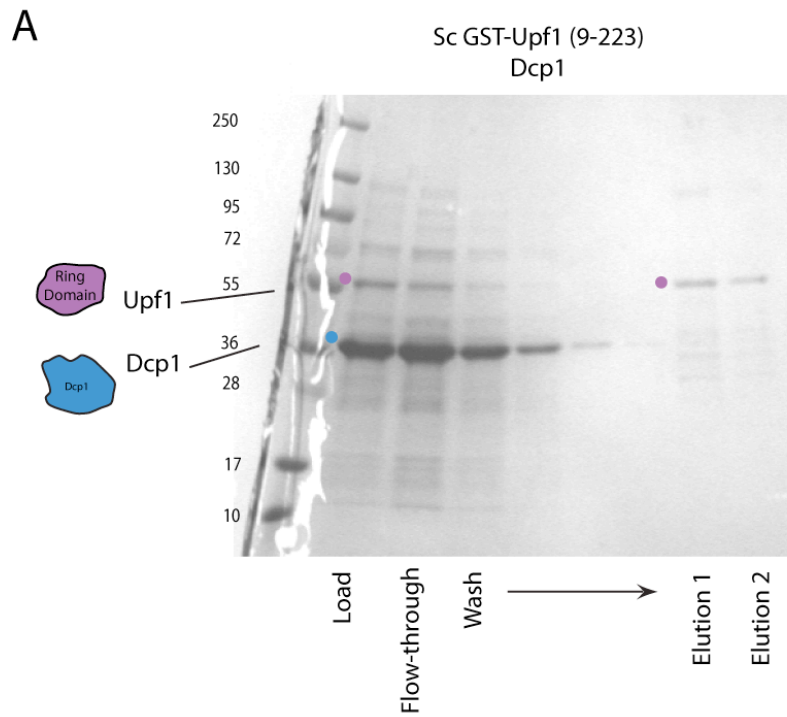 A
Sc GST-Upf1 (9-223)
Dcp1
250
130
95
72
55
36
28
17
10
Ring
Domain
Upf1
Dcp1
Dcp1
Load
Flow-through
Wash
Elution 1
Elution 2